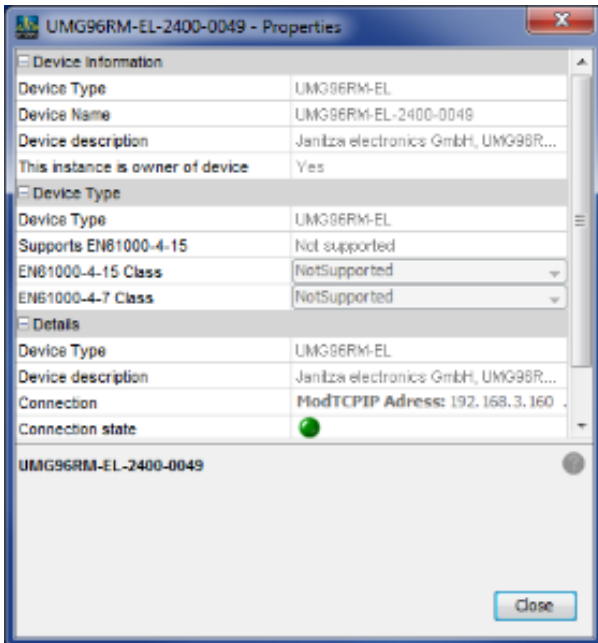 UMG96RM-EL-2400-0049 - Properties
Device Information
Device Type UMG96RM-EL
Device Name UMG96RM-EL-2400-0049
Device description Janitza electronics GmbH, UMG96R...
This instance is owner of device Yes
Device Type
Device Type UMG96RM-EL
Supports EN61000-4-15 Not supported
EN61000-4-15 Class NotSupported
EN61000-4-7 Class NotSupported
Details
Device Type UMG96RM-EL
Device description Janitza electronics GmbH, UMG96R...
Connection ModTCPIP Adress: 192.168.3.160 .
Connection state
UMG96RM-EL-2400-0049
?
Close